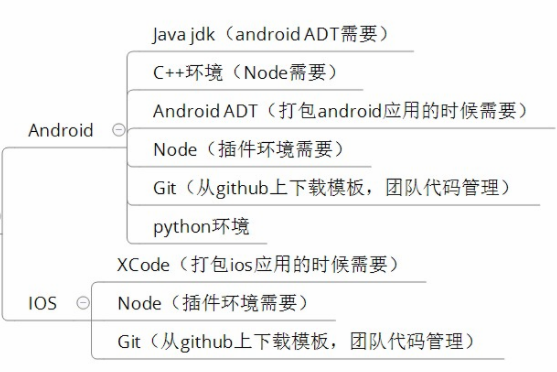 Java jdk（android ADT需要）
C++环境（Node需要）
Android ADT（打包android应用的时候需要）
Android
Node（插件环境需要）
Git（从github上下载模板，团队代码管理）
python环境
XCode（打包ios应用的时候需要）
IOS
Node（插件环境需要）
Git（从github上下载模板，团队代码管理）